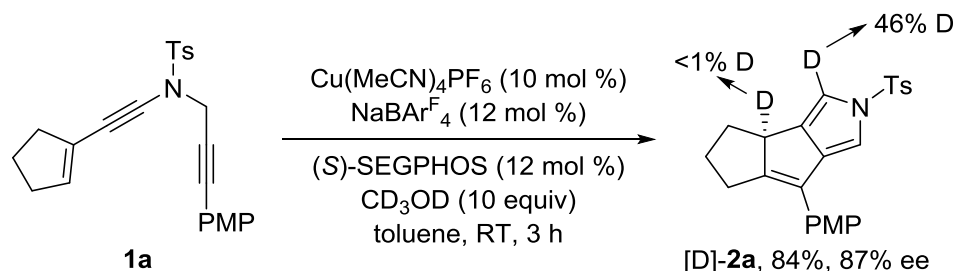 Ts
N
PMP
1a
Cu(MeCN)4PF6 (10 mol %)
NaBArF4 (12 mol %)
(S)-SEGPHOS (12 mol %)
CD3OD (10 equiv)
toluene, RT, 3 h
46% D
<1% D
D
D
N
Ts
PMP
[D]-2a, 84%, 87% ee